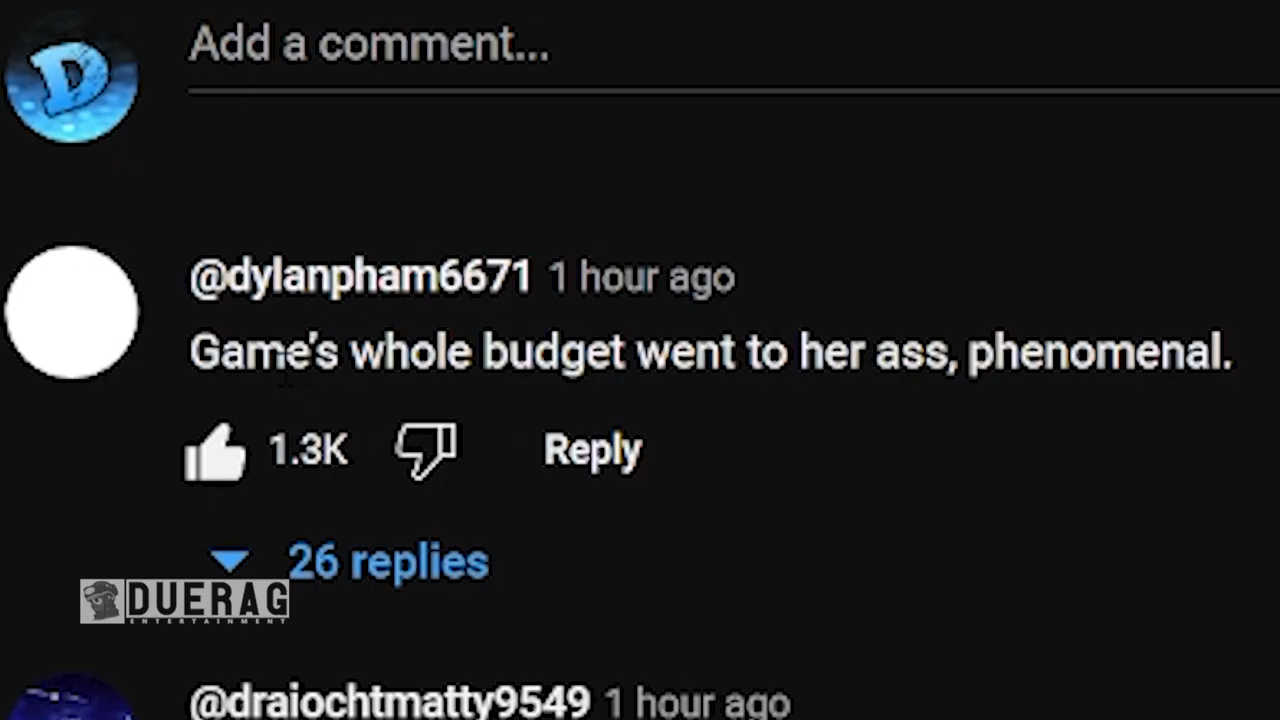 Add a comment...
@dylanpham6671 1 hour ago
Game's whole budget went to her ass, phenomenal.
1.3K Reply
26 replies
DUERAG
ENTERTAINMENT
@draiochtmatty9549 1 hour ago